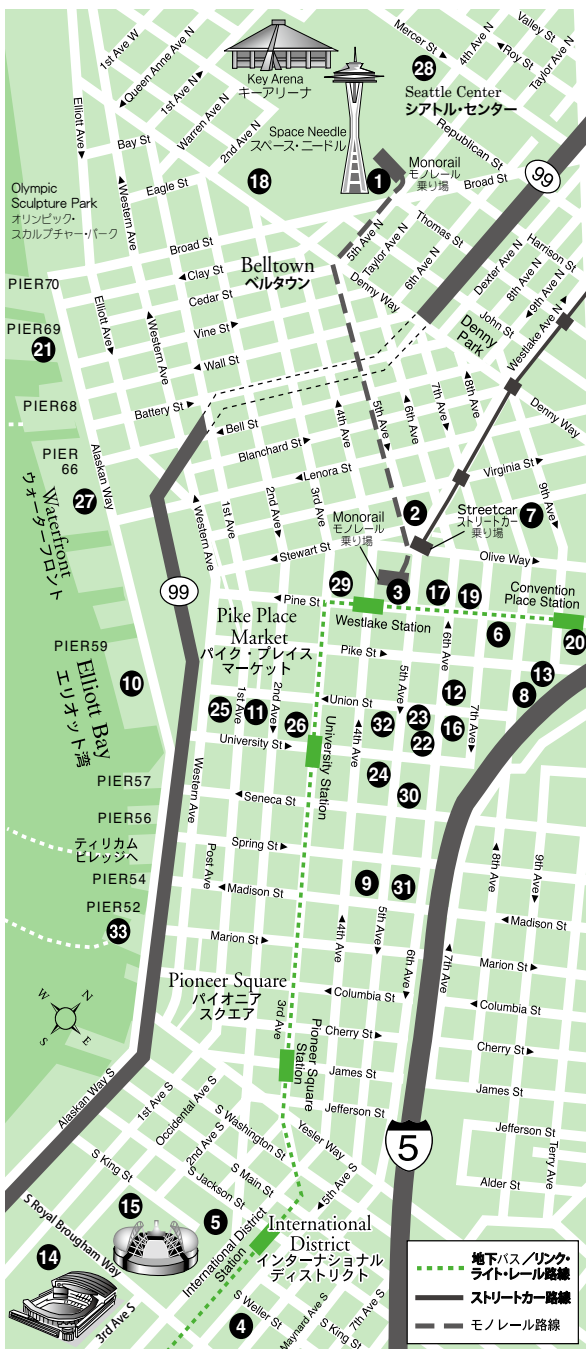 1st Ave W
Queen Anne Ave N
1st Ave N
Warren Ave N
2nd Ave N
Key Arena
キーアリーナ
Space Needle
スペース・ニードル
Mercer St
28
4th Ave N
Valley St
Roy St
Taylor Ave N
Seattle Center
シアトル・センター
Republican St
Elliott Ave
Bay St
Western Ave
Eagle St
18
1
Monorail
モノレール
乗り場
Broad St
99
Olympic
Sculpture Park
オリンピック・
スカルプチャー・パーク
Broad St
Clay St
Cedar St
Vine St
Wall St
Battery St
Belltown
ベルタウン
5th Ave N
Taylor Ave N
Thomas St
6th Ave N
Denny Way
Harrison St
Dexter Ave N
8th Ave N
9th Ave N
Westlake Ave N
John St
Denny
Park
PIER70
PIER69
21
PIER68
PIER
66
27
Elliott Ave
Western Ave
Alaskan Way
Waterfront
ウォーターフロント
Bell St
Blanchard St
Lenora St
4th Ave
5th Ave
6th Ave
7th Ave
8th Ave
Denny Way
Virginia St
9th Ave
Western Ave
1st Ave
2nd Ave
3rd Ave
Monorail
モノレール
乗り場
2
Streetcar
ストリートカー
乗り場
7
Stewart St
Olive Way
99
29
3
17
19
Convention
Place Station
Pine St
Westlake Station
6
20
Pike Place
Market
パイク・プレイス
マーケット
Pike St
6th Ave
5th Ave
12
13
8
PIER59
10
Elliott Bay
エリオット湾
25
1st Ave
11
2nd Ave
26
Union St
32
4th Ave
23
22
16
7th Ave
University St
University Station
24
30
PIER57
Western Ave
Seneca St
PIER56
ティリカム
ビレッジへ
Spring St
Post Ave
PIER54
Madison St
9
31
8th Ave
9th Ave
PIER52
33
Marion St
4th Ave
5th Ave
6th Ave
7th Ave
Madison St
Marion St
Pioneer Square
パイオニア
スクエア
3rd Ave
Columbia St
Columbia St
N
W
E
S
Cherry St
Cherry St
Pioneer Square
Station
James St
James St
Jefferson St
Jefferson St
Alaskan Way S
1st Ave S
Occidental Ave S
2nd Ave S
S Washington St
Yesler Way
5
Terry Ave
Alder St
S King St
S Main St
S Jackson St
5th Ave S
15
5
S Royal Brougham Way
14
International District
Station
International
District
インターナショナル
ディストリクト
3rd Ave S
4
S Weller St
Maynard Ave S
S King St
7th Ave S
地下バス／リンク・
ライト・レール路線
ストリートカー路線
モノレール路線